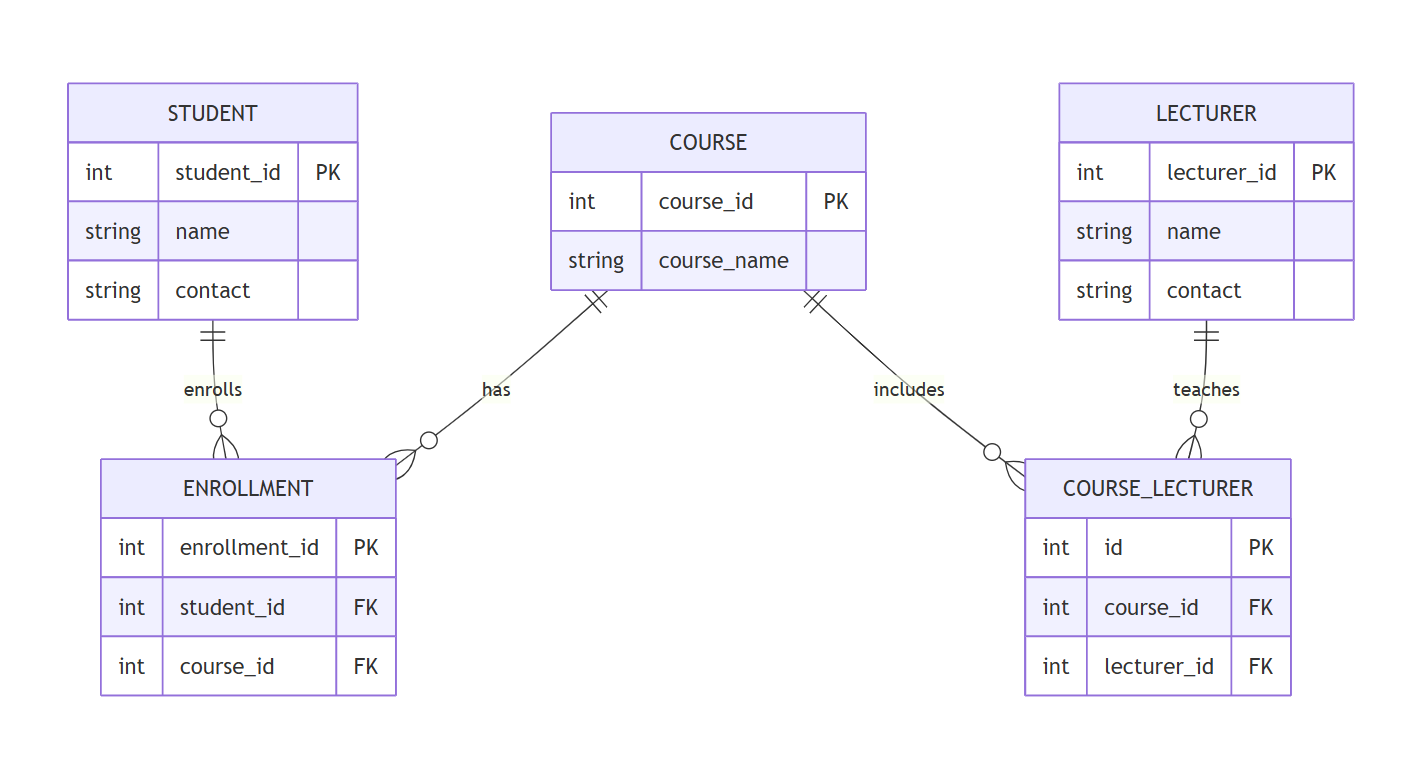 STUDENT
int student_id PK
string name
string contact
COURSE
int course_id PK
string course_name
LECTURER
int lecturer_id PK
string name
string contact
enrolls
has
includes
teaches
ENROLLMENT
int enrollment_id PK
int student_id FK
int course_id FK
COURSE_LECTURER
int id PK
int course_id FK
int lecturer_id FK